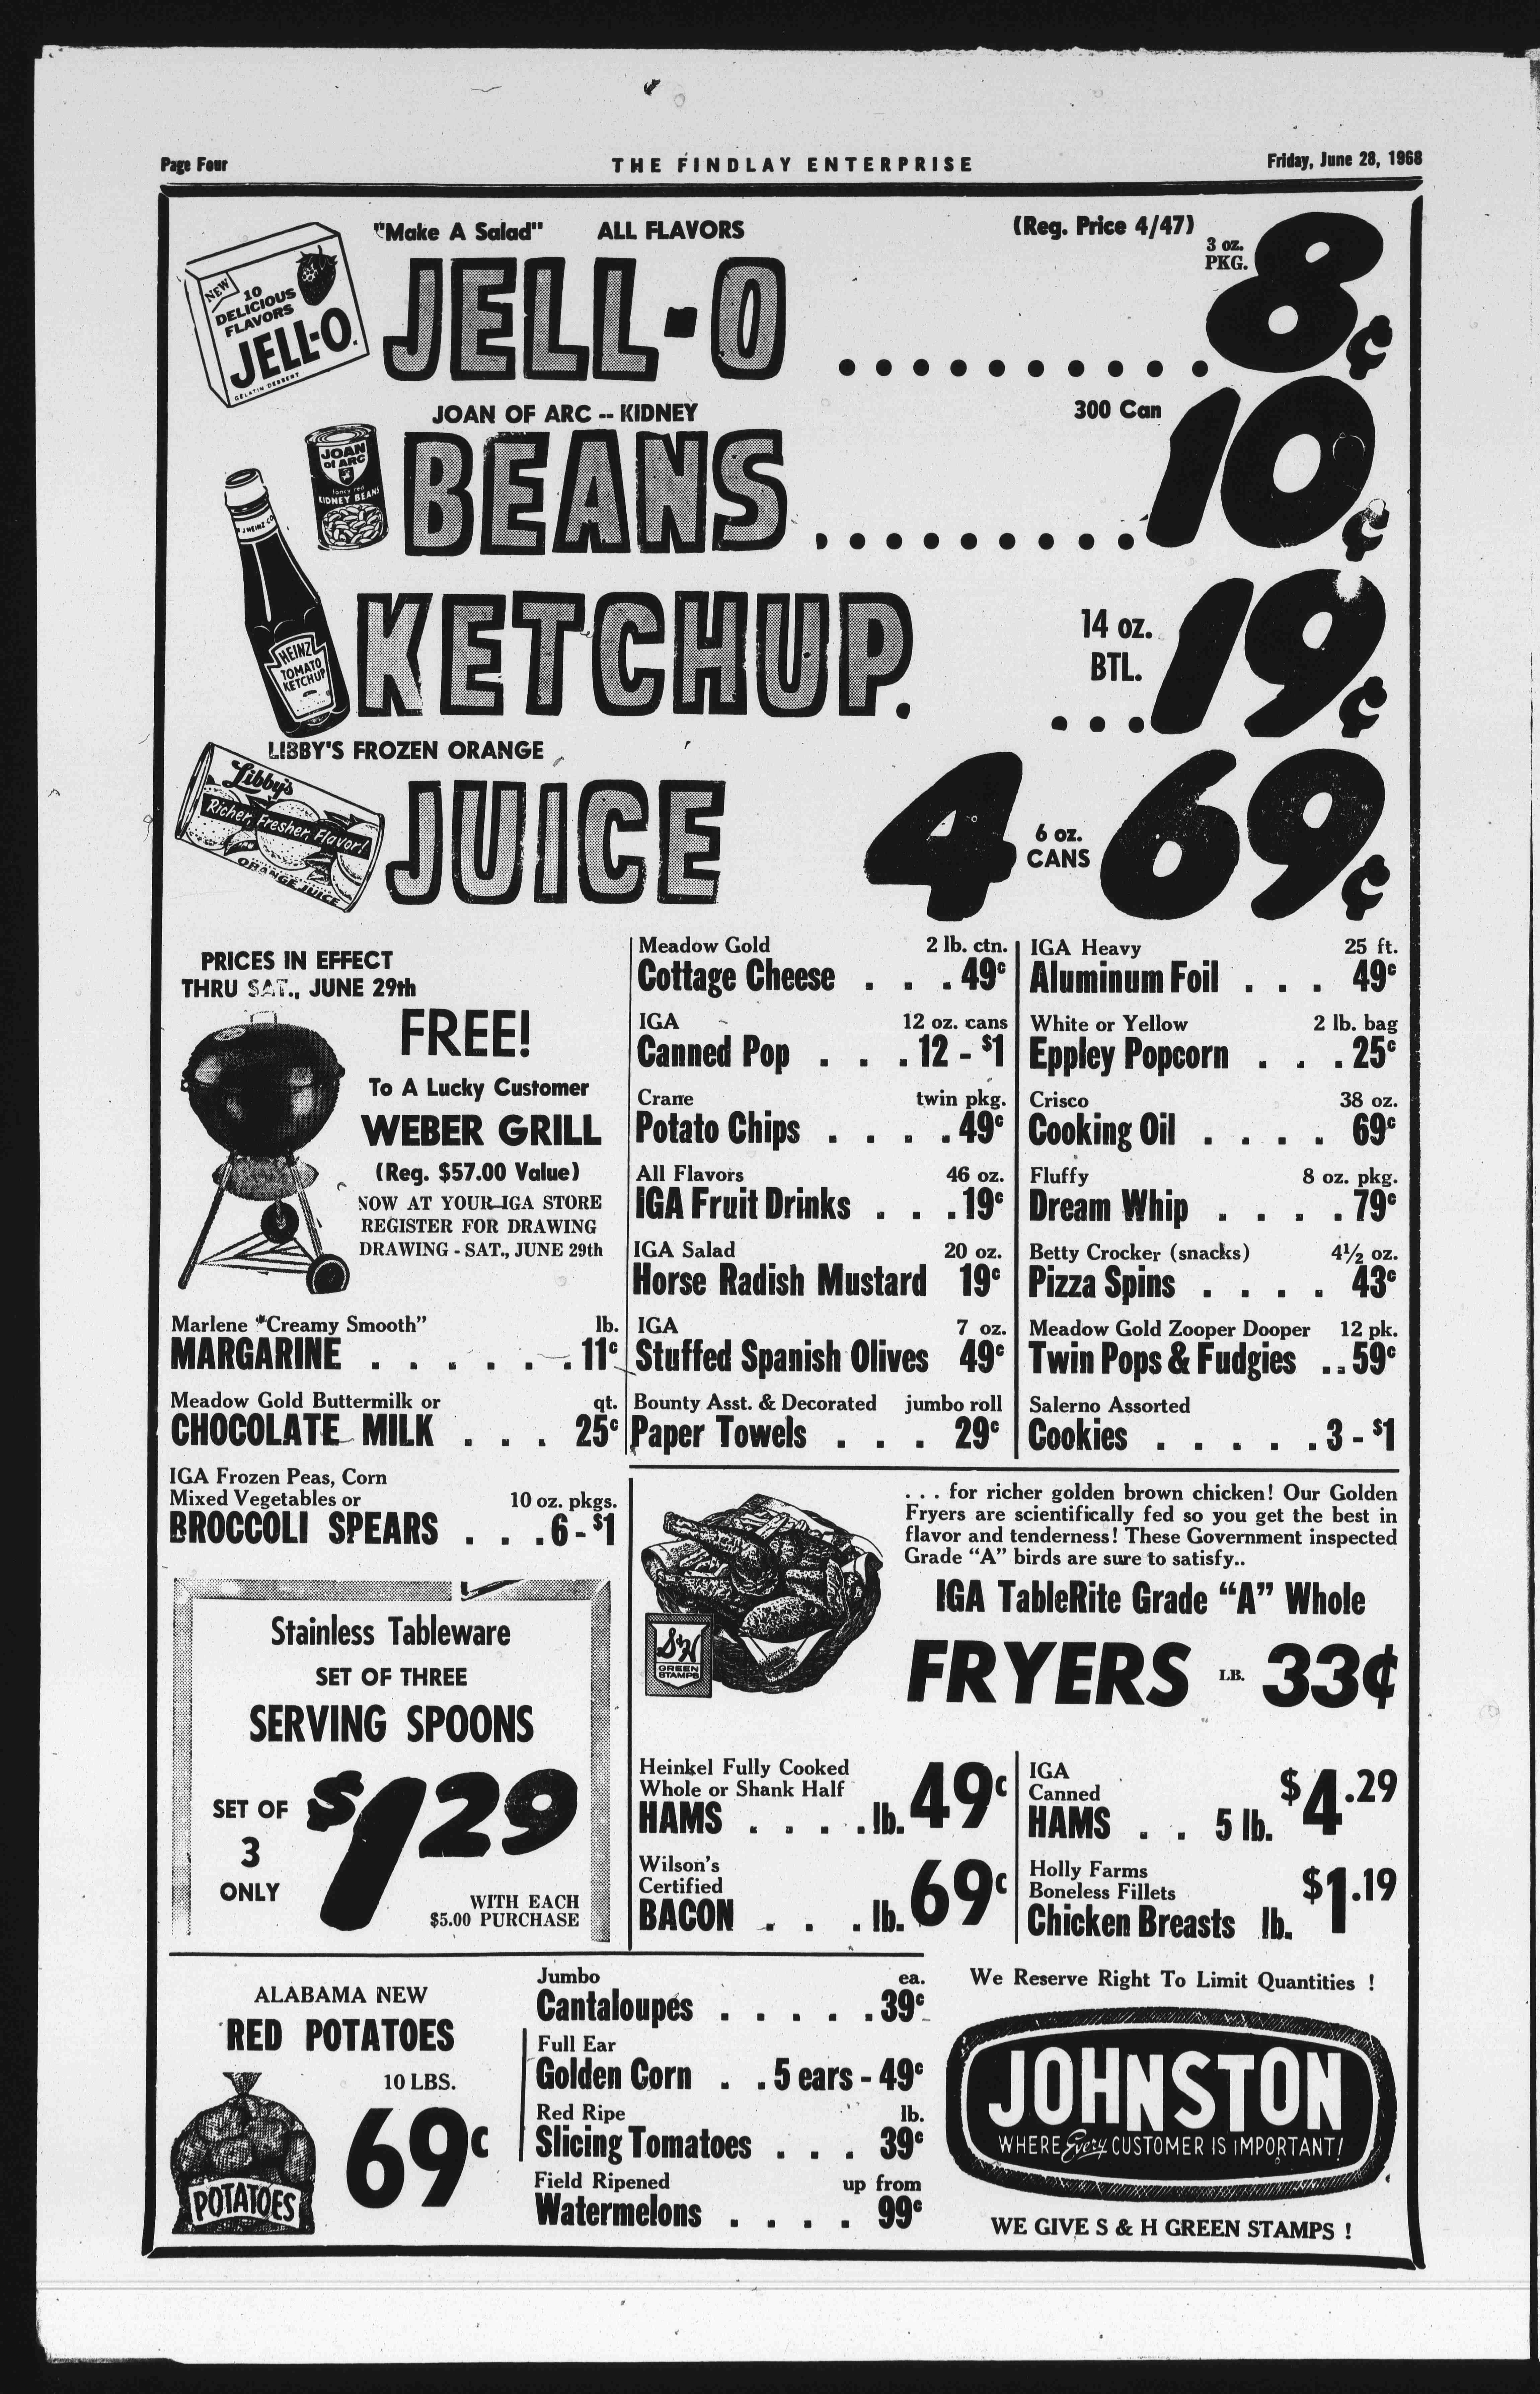 Page Four
THE FINDLAY ENTERPRISE
Friday, June 28, 1968
"Make A Salad" ALL FLAVORS
(Reg. Price 4/47)
3 oz.
PKG.
NEW
10
DELICIOUS
FLAVORS
JELL-O
GELATIN DESSERT
JELL-O . . . . . . . . . . 8¢
JOAN OF ARC -- KIDNEY
300 Can
JOAN
of ARC
fancy red
KIDNEY BEANS
BEANS . . . . . . . . . 10¢
HEINZ
TOMATO
KETCHUP
KETCHUP. . . . 19¢
14 oz.
BTL.
LIBBY'S FROZEN ORANGE
Libby's
Richer, Fresher, Flavor!
ORANGE JUICE
JUICE 4 6 oz.
CANS 69¢
PRICES IN EFFECT
THRU SAT., JUNE 29th
FREE!
To A Lucky Customer
WEBER GRILL
(Reg. $57.00 Value)
NOW AT YOUR IGA STORE
REGISTER FOR DRAWING
DRAWING - SAT., JUNE 29th
Marlene "Creamy Smooth" lb.
MARGARINE . . . . . . . 11¢
Meadow Gold Buttermilk or qt.
CHOCOLATE MILK . . . 25¢
IGA Frozen Peas, Corn
Mixed Vegetables or 10 oz. pkgs.
BROCCOLI SPEARS . . . 6 - $1
Meadow Gold 2 lb. ctn.
Cottage Cheese . . . 49¢
IGA 12 oz. cans
Canned Pop . . . 12 - $1
Crane twin pkg.
Potato Chips . . . . . 49¢
All Flavors 46 oz.
IGA Fruit Drinks . . . 19¢
IGA Salad 20 oz.
Horse Radish Mustard 19¢
IGA 7 oz.
Stuffed Spanish Olives 49¢
Bounty Asst. & Decorated jumbo roll
Paper Towels . . . 29¢
IGA Heavy 25 ft.
Aluminum Foil . . . 49¢
White or Yellow 2 lb. bag
Eppley Popcorn . . . 25¢
Crisco 38 oz.
Cooking Oil . . . . 69¢
Fluffy 8 oz. pkg.
Dream Whip . . . . 79¢
Betty Crocker (snacks) 4½ oz.
Pizza Spins . . . . 43¢
Meadow Gold Zooper Dooper 12 pk.
Twin Pops & Fudgies . . 59¢
Salerno Assorted
Cookies . . . . . . 3 - $1
Stainless Tableware
SET OF THREE
SERVING SPOONS
SET OF
3
ONLY
$1 29
WITH EACH
$5.00 PURCHASE
. . . for richer golden brown chicken! Our Golden
Fryers are scientifically fed so you get the best in
flavor and tenderness! These Government inspected
Grade "A" birds are sure to satisfy..
S&H
GREEN
STAMPS
IGA TableRite Grade "A" Whole
FRYERS LB. 33¢
Heinkel Fully Cooked
Whole or Shank Half
HAMS . . . . . lb. 49¢
Wilson's
Certified
BACON . . . lb. 69¢
IGA
Canned
HAMS . . 5 lb. $4.29
Holly Farms
Boneless Fillets
Chicken Breasts lb. $1.19
ALABAMA NEW
RED POTATOES
10 LBS.
69¢
POTATOES
Jumbo ea.
Cantaloupes . . . . . . 39¢
Full Ear
Golden Corn . . 5 ears - 49¢
Red Ripe lb.
Slicing Tomatoes . . . 39¢
Field Ripened up from
Watermelons . . . . 99¢
We Reserve Right To Limit Quantities !
JOHNSTON
WHERE Every CUSTOMER IS IMPORTANT!
WE GIVE S & H GREEN STAMPS !